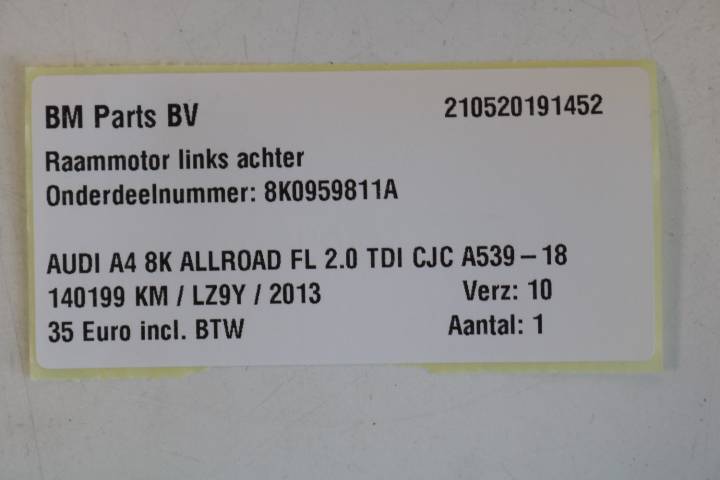 BM Parts BV 210520191452
Raammotor links achter
Onderdeelnummer: 8K0959811A
AUDI A4 8K ALLROAD FL 2.0 TDI CJC A539-18
140199 KM / LZ9Y / 2013 Verz: 10
35 Euro incl. BTW Aantal: 1